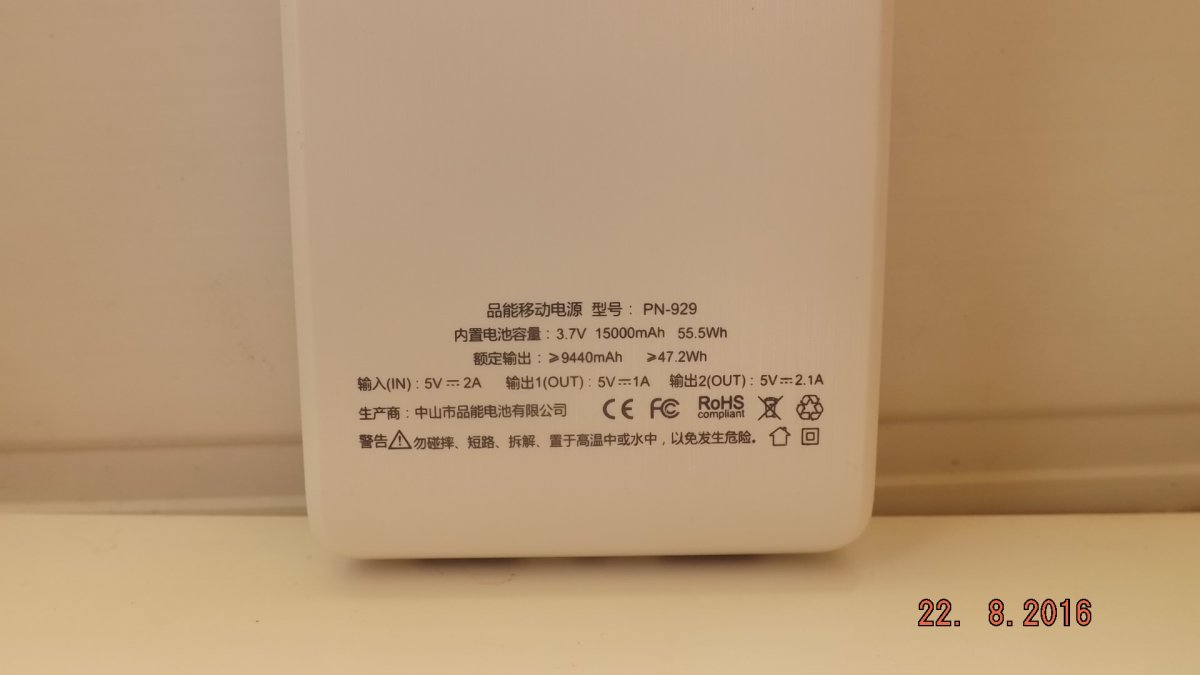 品能移动电源 型号： PN-929
内置电池容量：3.7V 15000mAh 55.5Wh
额定输出：≥9440mAh ≥47.2Wh
输入(IN)：5V⎓2A 输出1(OUT)：5V⎓1A 输出2(OUT)：5V⎓2.1A
生产商：中山市品能电池有限公司 CE FC RoHS compliant
警告⚠勿碰摔、短路、拆解、置于高温中或水中，以免发生危险。
22. 8.2016